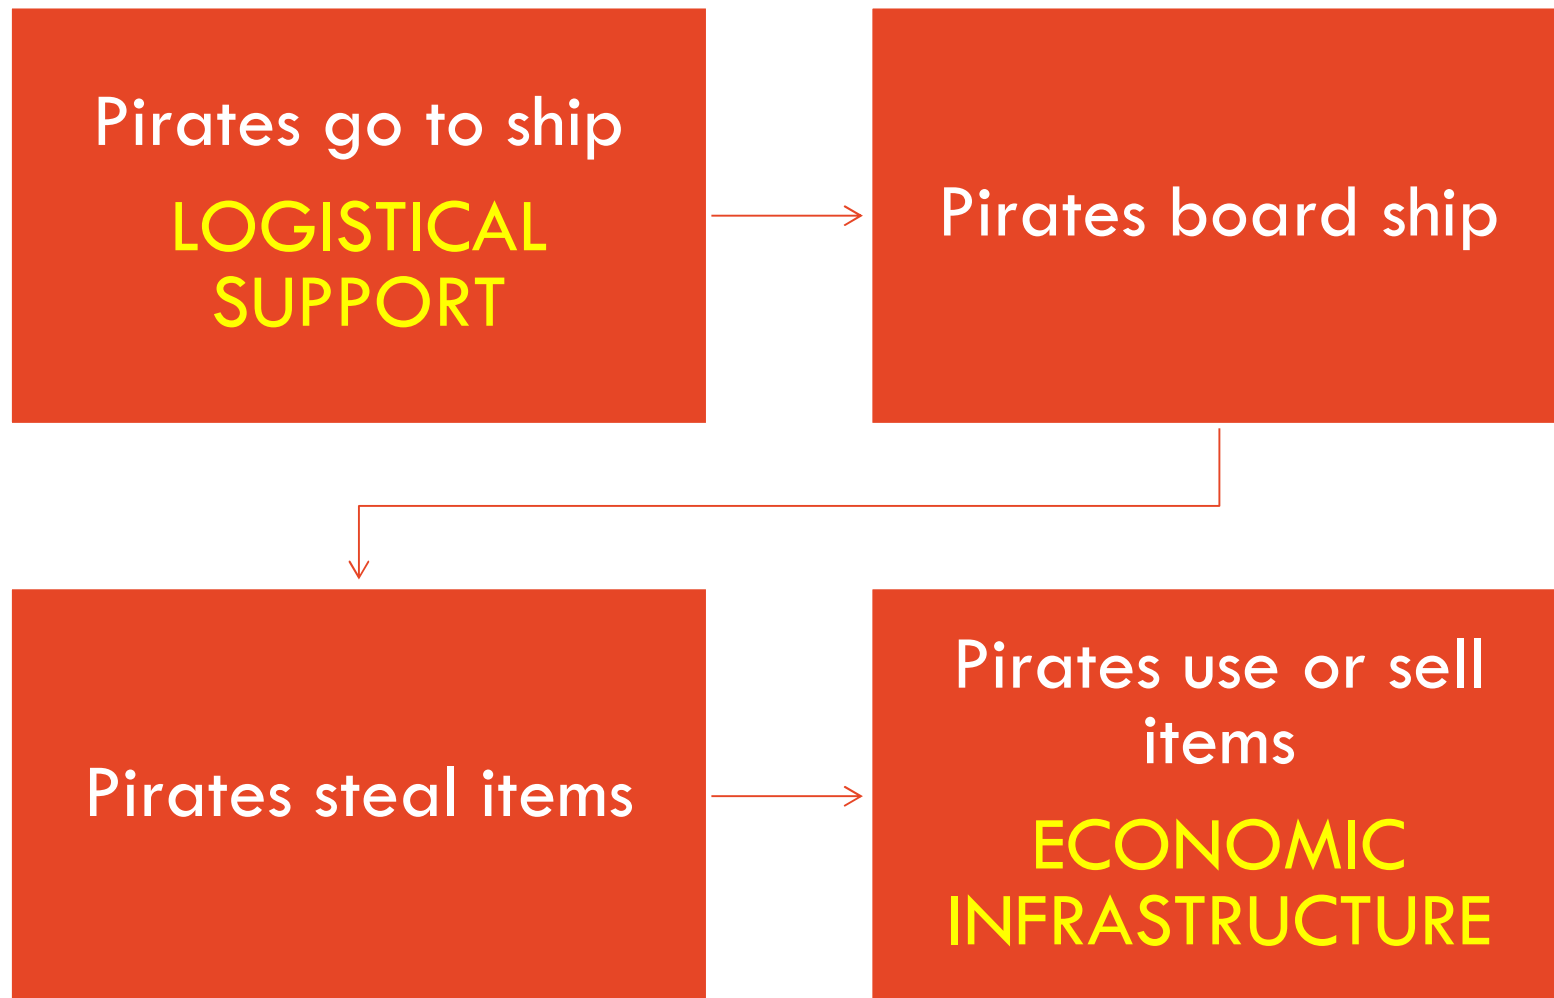 Pirates go to ship
LOGISTICAL
SUPPORT
Pirates board ship
Pirates steal items
Pirates use or sell
items
ECONOMIC
INFRASTRUCTURE